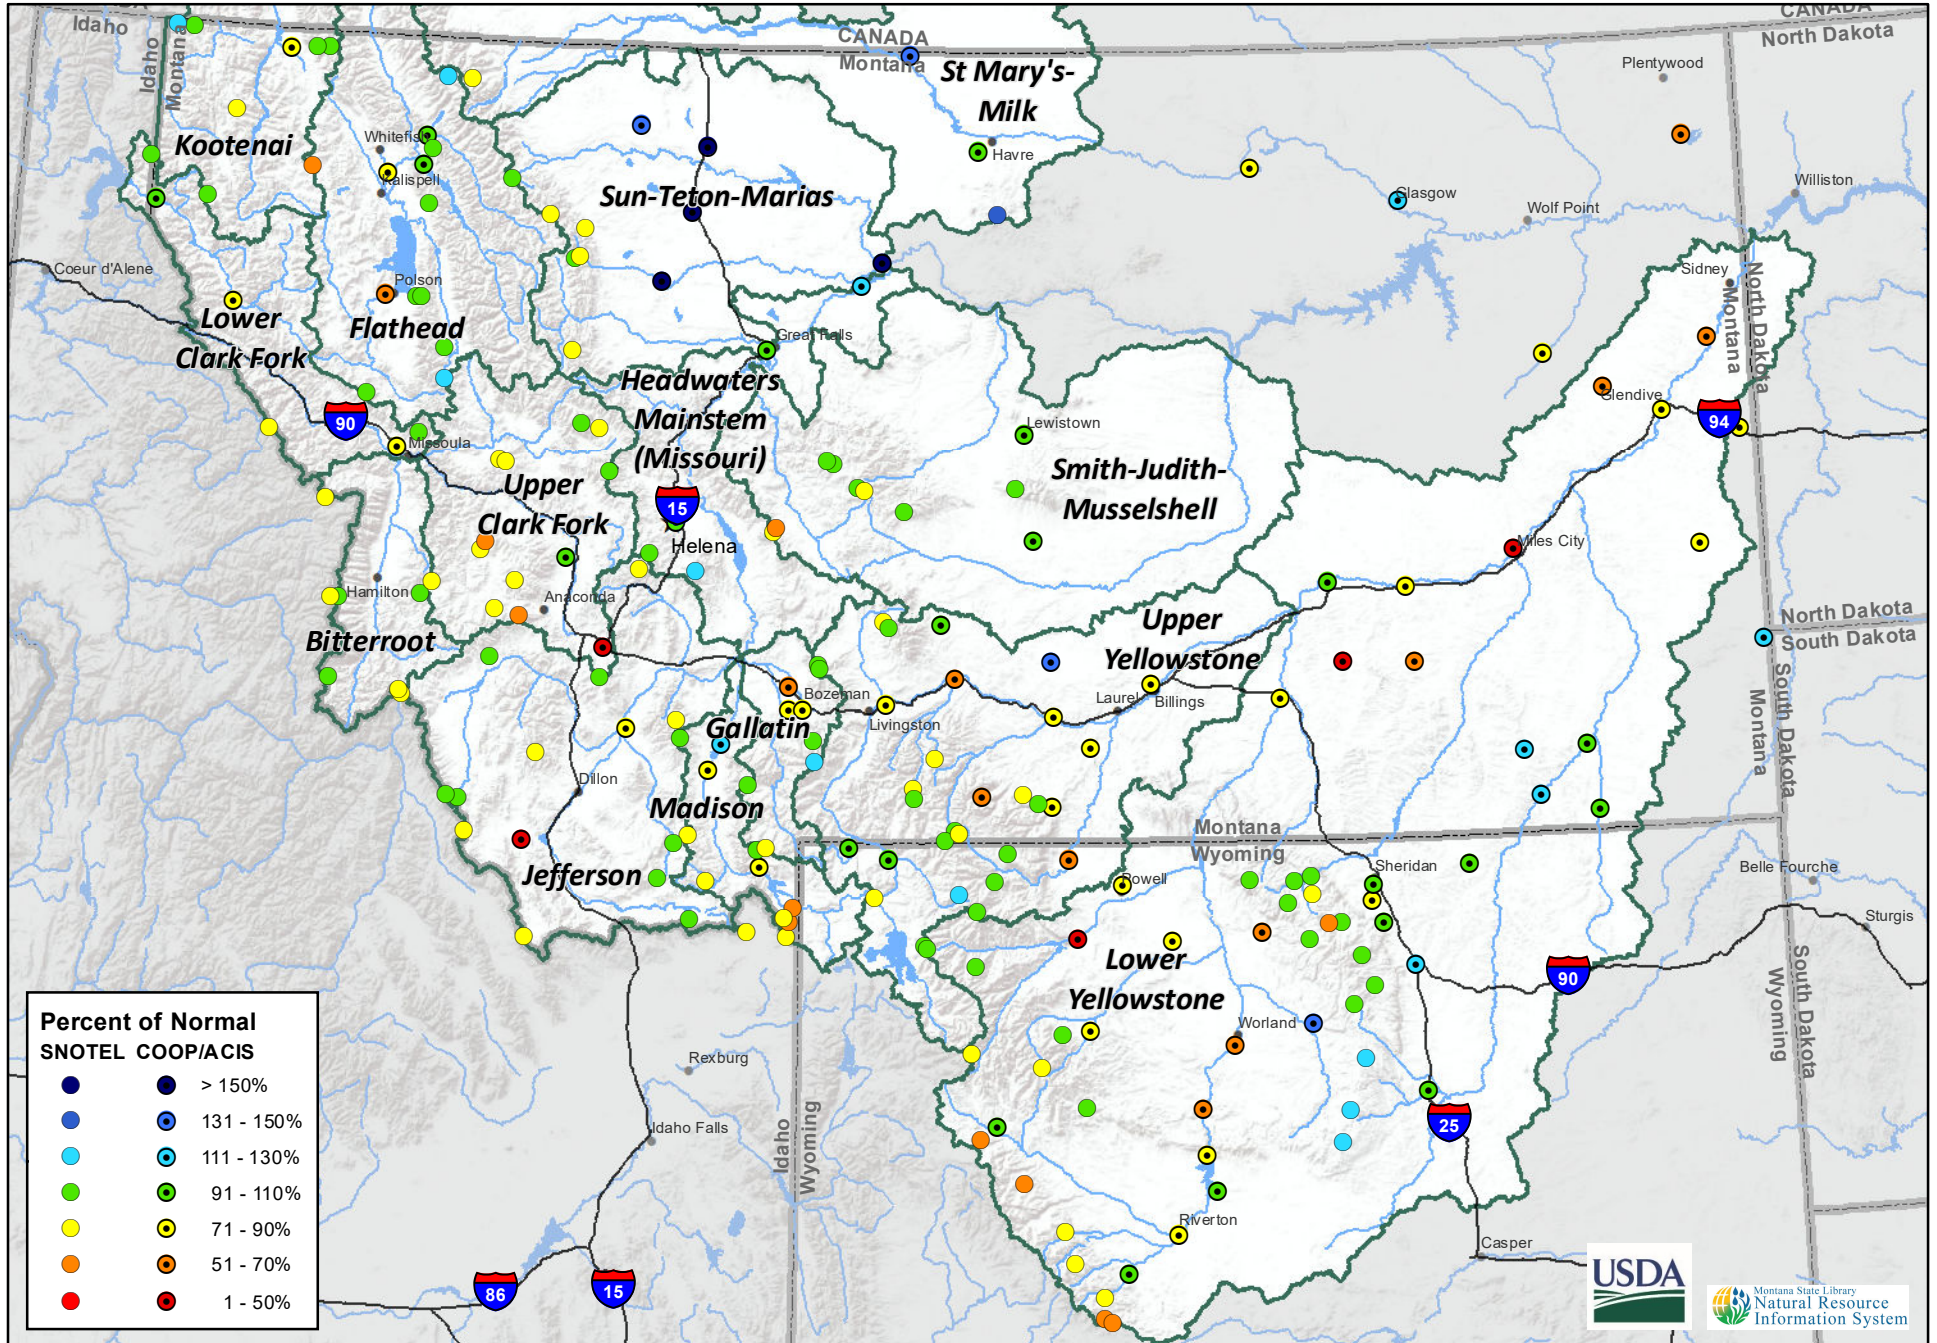 CANADA
North Dakota
Idaho
Idaho
Montana
CANADA
Montana
St Mary's-
Milk
Plentywood
Kootenai
Whitefish
Havre
Kalispell
Sun-Teton-Marias
Glasgow
Williston
Wolf Point
Coeur d'Alene
Polson
Sidney
North Dakota
Montana
Lower
Clark Fork
Flathead
Great Falls
Headwaters
Mainstem
(Missouri)
Glendive
90
94
Lewistown
Missoula
Smith-Judith-
Musselshell
Upper
Clark Fork
15
Helena
Miles City
Hamilton
Anaconda
North Dakota
South Dakota
Bitterroot
Upper
Yellowstone
Bozeman
Laurel
Billings
Livingston
Gallatin
South Dakota
Montana
Dillon
Madison
Montana
Wyoming
Sheridan
Belle Fourche
Jefferson
Powell
Sturgis
Lower
Yellowstone
90
South Dakota
Wyoming
Worland
Rexburg
Idaho Falls
Idaho
Wyoming
25
Riverton
Casper
86
15
Percent of Normal
SNOTEL COOP/ACIS
> 150%
131 - 150%
111 - 130%
91 - 110%
71 - 90%
51 - 70%
1 - 50%
USDA
Montana State Library
Natural Resource
Information System